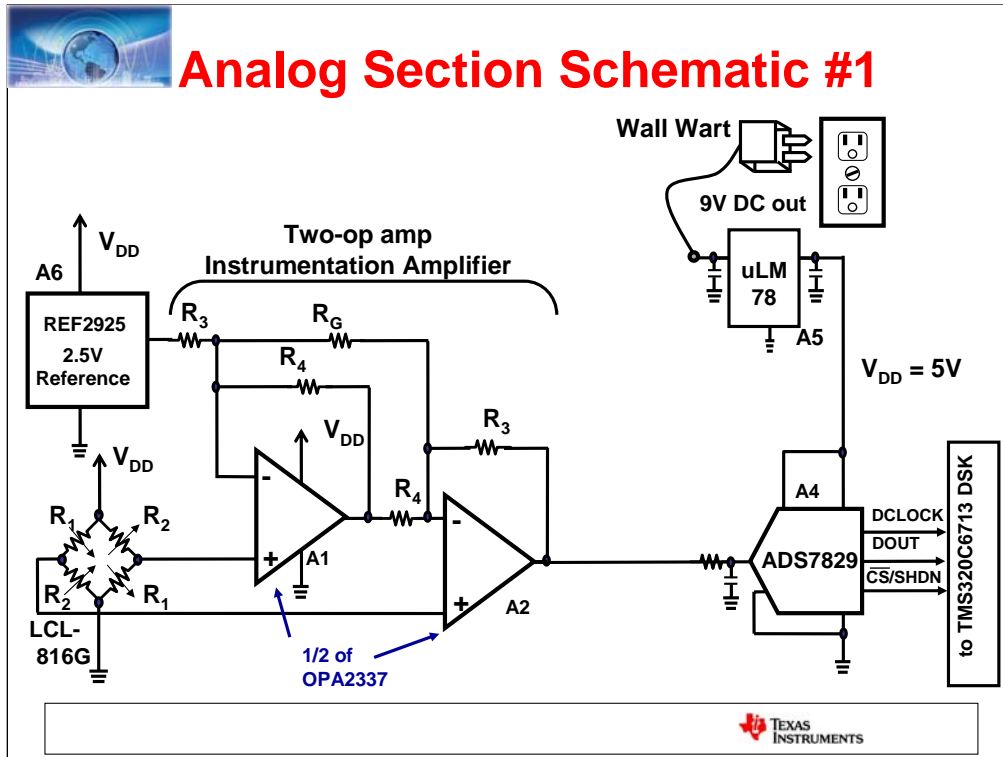 Analog Section Schematic #1
Wall Wart
9V DC out
VDD
Two-op amp
Instrumentation Amplifier
A6
uLM
78
A5
REF2925
2.5V
Reference
R3
RG
R4
VDD = 5V
VDD
R3
VDD
R4
-
+
A1
-
+
A2
A4
ADS7829
DCLOCK
DOUT
CS/SHDN
to TMS320C6713 DSK
R1
R2
R2
R1
LCL-
816G
1/2 of
OPA2337
TEXAS
INSTRUMENTS